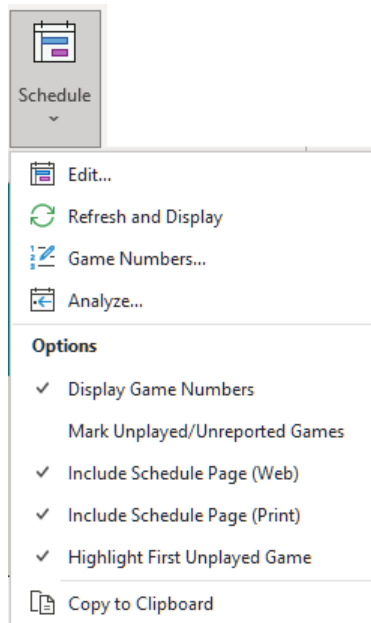 Schedule
Edit...
Refresh and Display
Game Numbers...
Analyze...
Options
Display Game Numbers
Mark Unplayed/Unreported Games
Include Schedule Page (Web)
Include Schedule Page (Print)
Highlight First Unplayed Game
Copy to Clipboard